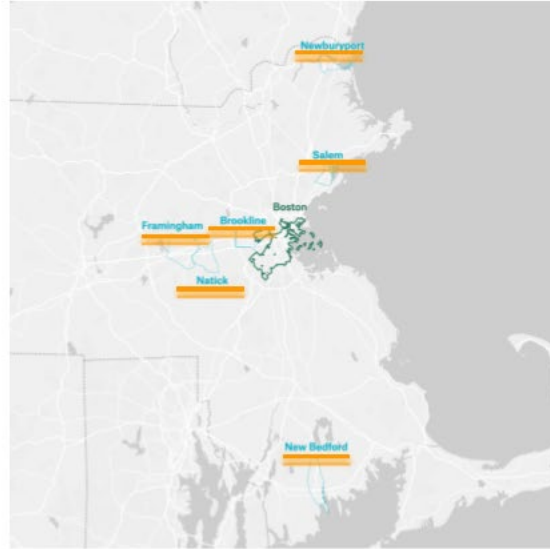 Newburyport
Salem
Boston
Brookline
Framingham
Natick
New Bedford